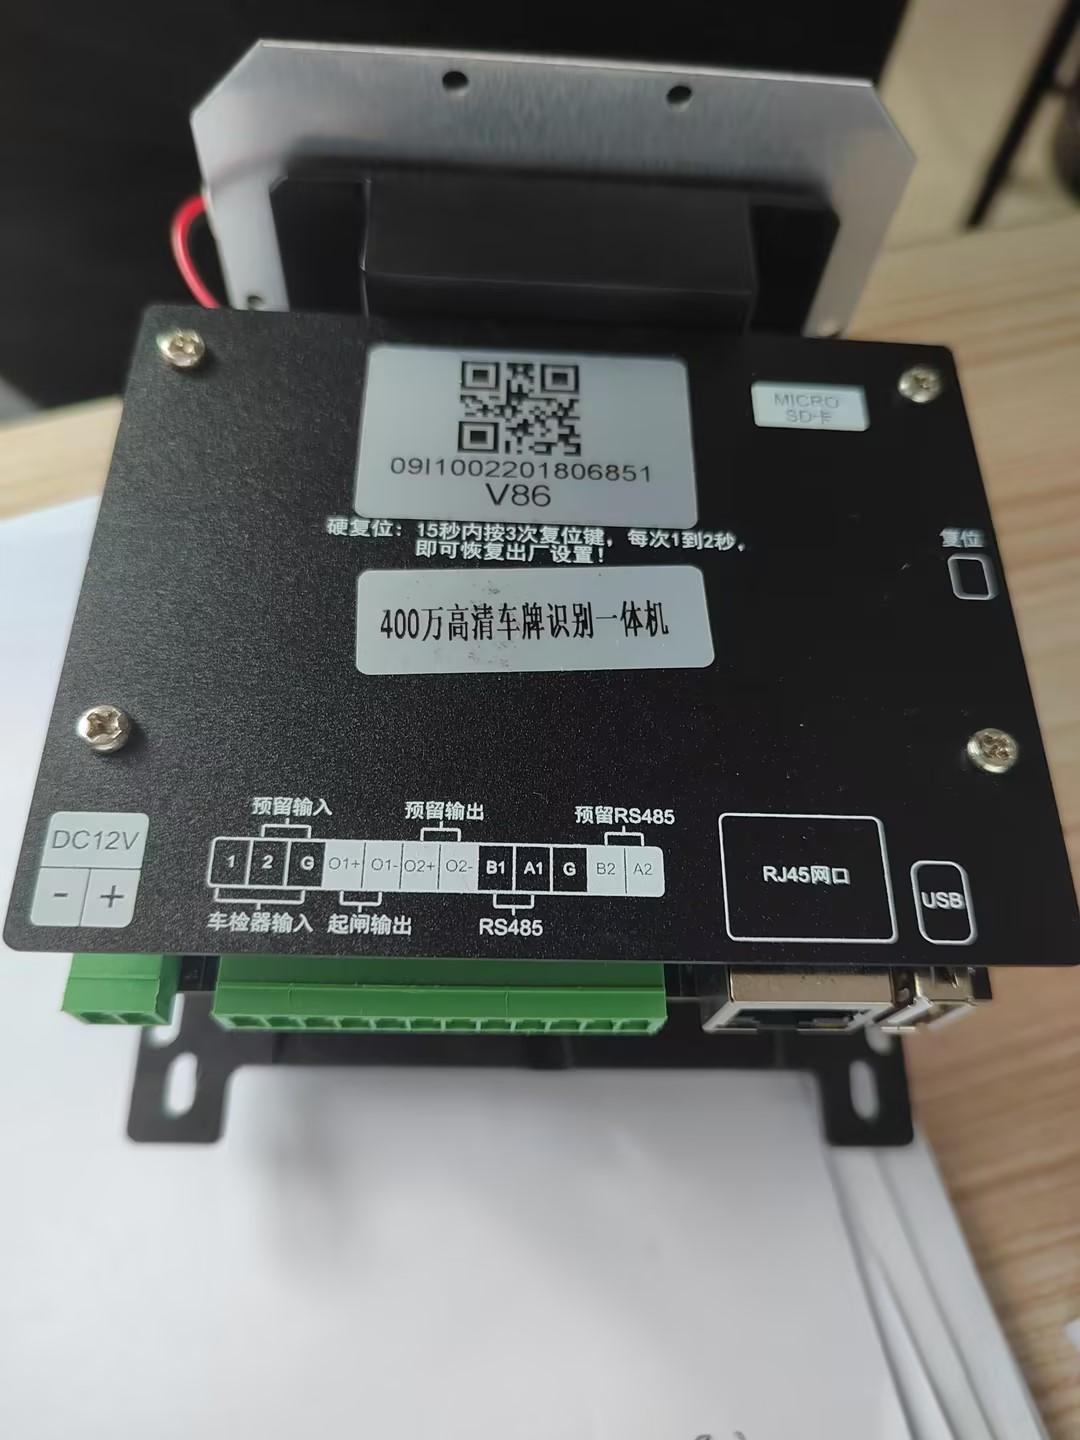 09I1002201806851
V86
MICRO
SD卡
硬复位：15秒内按3次复位键，每次1到2秒，
即可恢复出厂设置！
复位
400万高清车牌识别一体机
预留输入 预留输出 预留RS485
DC12V
- +
1 2 G O1+ O1- O2+ O2- B1 A1 G B2 A2
车检器输入 起闸输出 RS485
RJ45网口
USB